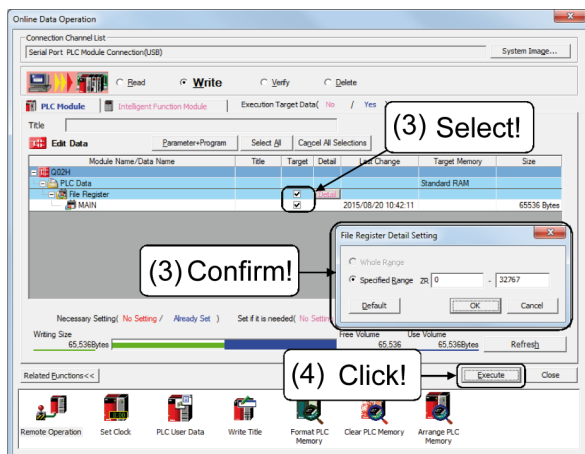 Online Data Operation
Connection Channel List
Serial Port PLC Module Connection(USB)
System Image...
Read Write Verify Delete
PLC Module Intelligent Function Module Execution Target Data( No / Yes
Title
Edit Data Parameter+Program Select All Cancel All Selections
(3) Select!
Module Name/Data Name Title Target Detail Last Change Target Memory Size
Q02H
PLC Data Standard RAM
File Register Detail
MAIN 2015/08/20 10:42:11 65536 Bytes
File Register Detail Setting
Whole Range
Specified Range ZR 0 - 32767
Default OK Cancel
(3) Confirm!
Necessary Setting( No Setting / Already Set ) Set if it is needed( No
Writing Size Free Volume Use Volume
65,536Bytes 65,536 65,536Bytes Refresh
(4) Click!
Related Functions<< Execute Close
Remote Operation
Set Clock
PLC User Data
Write Title
Format PLC
Memory
Clear PLC Memory
Arrange PLC
Memory